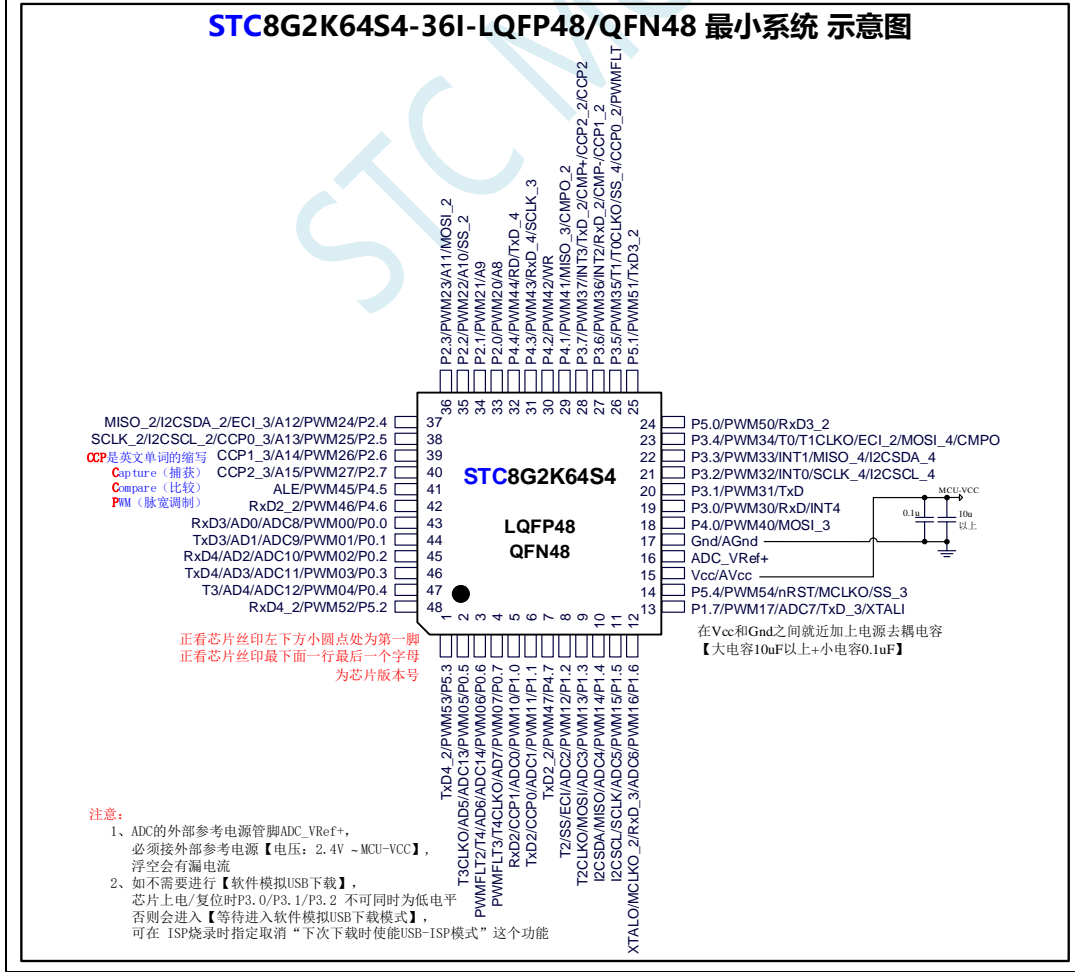 STC8G2K64S4-36I-LQFP48/QFN48 最小系统 示意图
STC MC
P2.3/PWM23/A11/MOSI_2
P2.2/PWM22/A10/SS_2
P2.1/PWM21/A9
P2.0/PWM20/A8
P4.4/PWM44/RD/TxD_4
P4.3/PWM43/RxD_4/SCLK_3
P4.2/PWM42/WR
P4.1/PWM41/MISO_3/CMPO_2
P3.7/PWM37/INT3/TxD_2/CMP+/CCP2_2/CCP2
P3.6/PWM36/INT2/RxD_2/CMP-/CCP1_2
P3.5/PWM35/T1/T0CLKO/SS_4/CCP0_2/PWMFLT
P5.1/PWM51/TxD3_2
36 35 34 33 32 31 30 29 28 27 26 25
MISO_2/I2CSDA_2/ECI_3/A12/PWM24/P2.4 37
SCLK_2/I2CSCL_2/CCP0_3/A13/PWM25/P2.5 38
CCP1_3/A14/PWM26/P2.6 39
CCP2_3/A15/PWM27/P2.7 40
ALE/PWM45/P4.5 41
RxD2_2/PWM46/P4.6 42
RxD3/AD0/ADC8/PWM00/P0.0 43
TxD3/AD1/ADC9/PWM01/P0.1 44
RxD4/AD2/ADC10/PWM02/P0.2 45
TxD4/AD3/ADC11/PWM03/P0.3 46
T3/AD4/ADC12/PWM04/P0.4 47
RxD4_2/PWM52/P5.2 48
CCP是英文单词的缩写
Capture（捕获）
Compare（比较）
PWM（脉宽调制）
STC8G2K64S4
LQFP48
QFN48
24 P5.0/PWM50/RxD3_2
23 P3.4/PWM34/T0/T1CLKO/ECI_2/MOSI_4/CMPO
22 P3.3/PWM33/INT1/MISO_4/I2CSDA_4
21 P3.2/PWM32/INT0/SCLK_4/I2CSCL_4
20 P3.1/PWM31/TxD
19 P3.0/PWM30/RxD/INT4
18 P4.0/PWM40/MOSI_3
17 Gnd/AGnd
16 ADC_VRef+
15 Vcc/AVcc
14 P5.4/PWM54/nRST/MCLKO/SS_3
13 P1.7/PWM17/ADC7/TxD_3/XTALI
MCU-VCC
0.1u
10u
以上
在Vcc和Gnd之间就近加上电源去耦电容
【大电容10uF以上+小电容0.1uF】
正看芯片丝印左下方小圆点处为第一脚
正看芯片丝印最下面一行最后一个字母
为芯片版本号
1 2 3 4 5 6 7 8 9 10 11 12
TxD4_2/PWM53/P5.3
T3CLKO/AD5/ADC13/PWM05/P0.5
PWMFLT2/T4/AD6/ADC14/PWM06/P0.6
PWMFLT3/T4CLKO/AD7/PWM07/P0.7
RxD2/CCP1/ADC0/PWM10/P1.0
TxD2/CCP0/ADC1/PWM11/P1.1
TxD2_2/PWM47/P4.7
T2/SS/ECI/ADC2/PWM12/P1.2
T2CLKO/MOSI/ADC3/PWM13/P1.3
I2CSDA/MISO/ADC4/PWM14/P1.4
I2CSCL/SCLK/ADC5/PWM15/P1.5
XTALO/MCLKO_2/RxD_3/ADC6/PWM16/P1.6
注意：
1、ADC的外部参考电源管脚ADC_VRef+，
必须接外部参考电源【电压：2.4V ~MCU-VCC】，
浮空会有漏电流
2、如不需要进行【软件模拟USB下载】，
芯片上电/复位时P3.0/P3.1/P3.2 不可同时为低电平
否则会进入【等待进入软件模拟USB下载模式】，
可在 ISP烧录时指定取消“下次下载时使能USB-ISP模式”这个功能